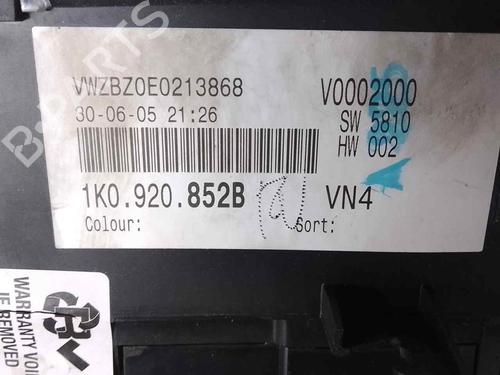 VWZBZ0E0213868
V0002000
30-06-05 21:26
SW 5810
HW 002
1K0.920.852B
VN4
Colour:
Sort:
WARRANTY VOID
IF REMOVED
B-PARTS